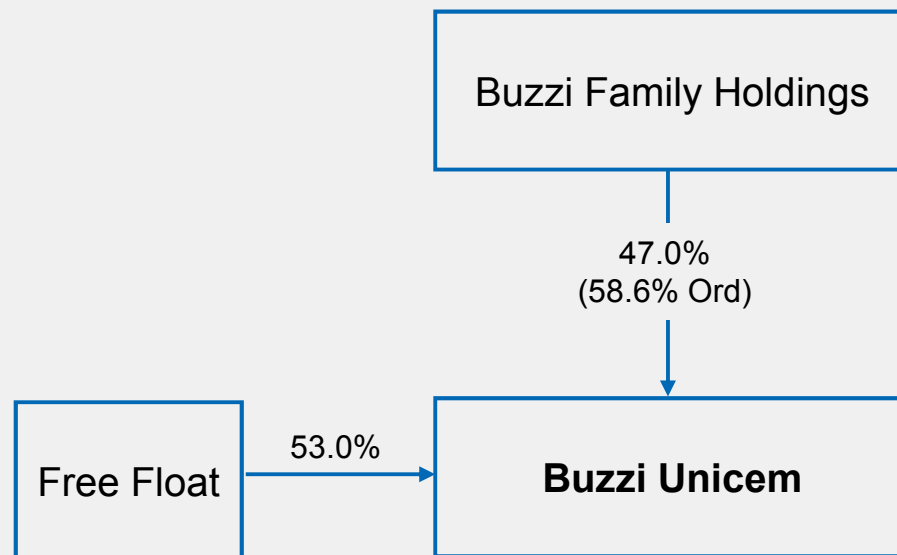 Buzzi Family Holdings
47.0%
(58.6% Ord)
53.0%
Free Float
Buzzi Unicem